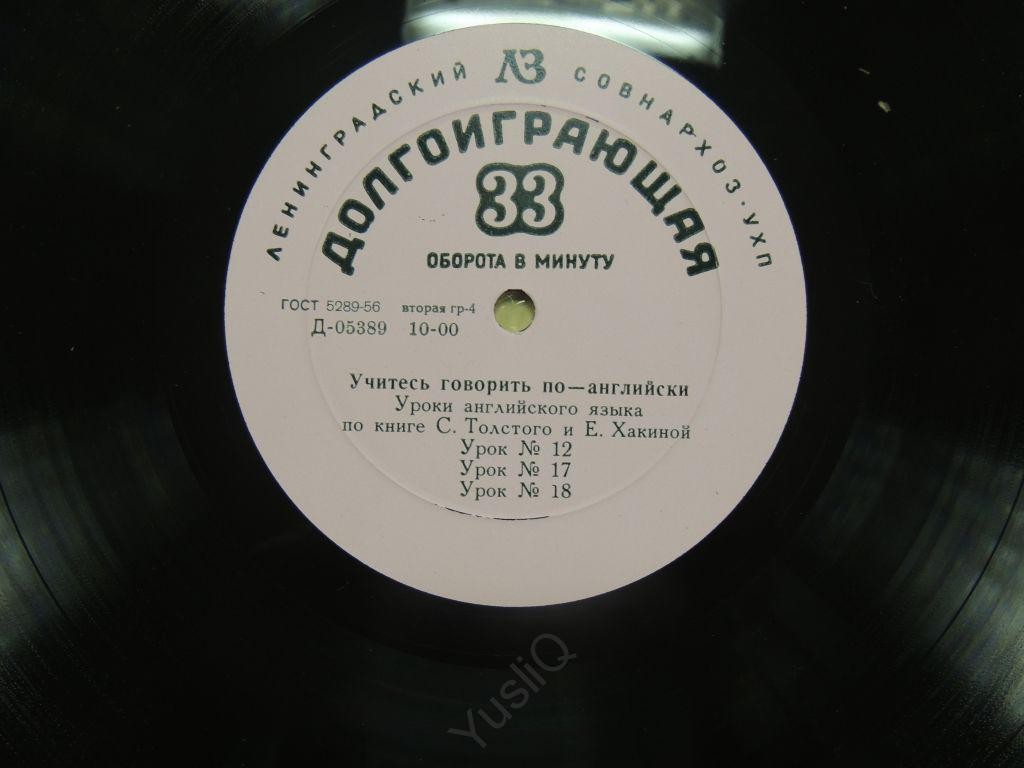 ЛЕНИНГРАДСКИЙ ЛЗ СОВНАРХОЗ · УХП
ДОЛГОИГРАЮЩАЯ
33
ОБОРОТА В МИНУТУ
ГОСТ 5289-56 вторая гр-4
Д-05389 10-00
Учитесь говорить по—английски
Уроки английского языка
по книге С. Толстого и Е. Хакиной
Урок № 12
Урок № 17
Урок № 18
YusliQ